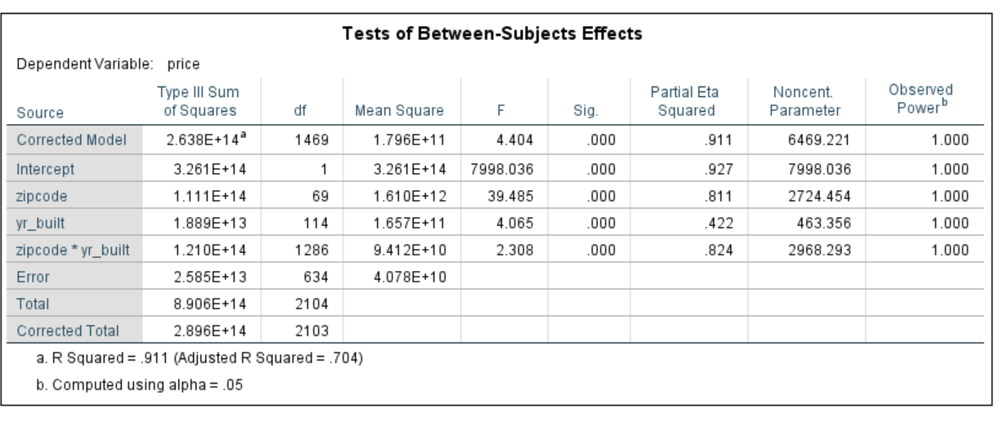 Tests of Between-Subjects Effects
Dependent Variable: price
Source Type III Sum of Squares df Mean Square F Sig. Partial Eta Squared Noncent. Parameter Observed Power^b
Corrected Model 2.638E+14^a 1469 1.796E+11 4.404 .000 .911 6469.221 1.000
Intercept 3.261E+14 1 3.261E+14 7998.036 .000 .927 7998.036 1.000
zipcode 1.111E+14 69 1.610E+12 39.485 .000 .811 2724.454 1.000
yr_built 1.889E+13 114 1.657E+11 4.065 .000 .422 463.356 1.000
zipcode * yr_built 1.210E+14 1286 9.412E+10 2.308 .000 .824 2968.293 1.000
Error 2.585E+13 634 4.078E+10
Total 8.906E+14 2104
Corrected Total 2.896E+14 2103
a. R Squared = .911 (Adjusted R Squared = .704)
b. Computed using alpha = .05